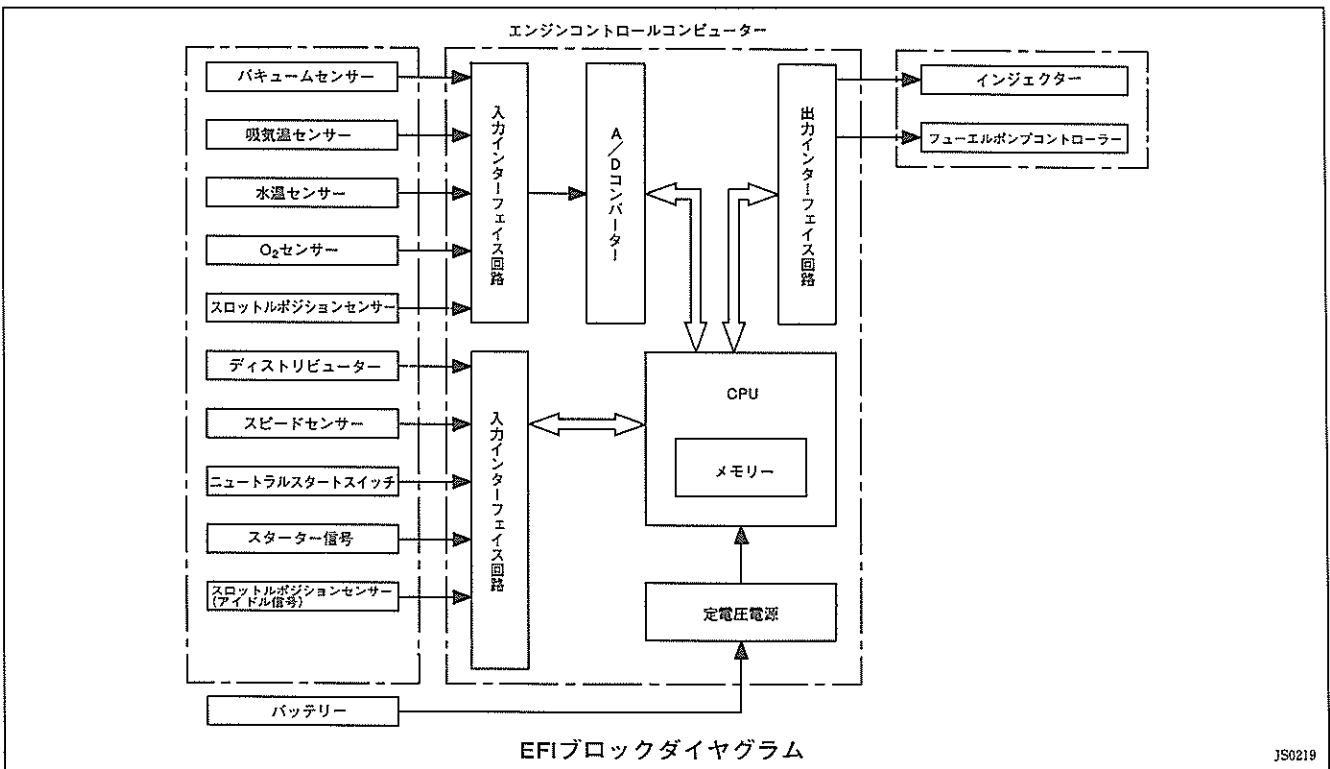 エンジンコントロールコンピューター
バキュームセンサー
吸気温センサー
水温センサー
O₂センサー
スロットルポジションセンサー
ディストリビューター
スピードセンサー
ニュートラルスタートスイッチ
スターター信号
スロットルポジションセンサー
(アイドル信号)
バッテリー
入力インターフェイス回路
入力インターフェイス回路
A/Dコンバーター
出力インターフェイス回路
CPU
メモリー
定電圧電源
インジェクター
フューエルポンプコントローラー
EFIブロックダイヤグラム
JS0219